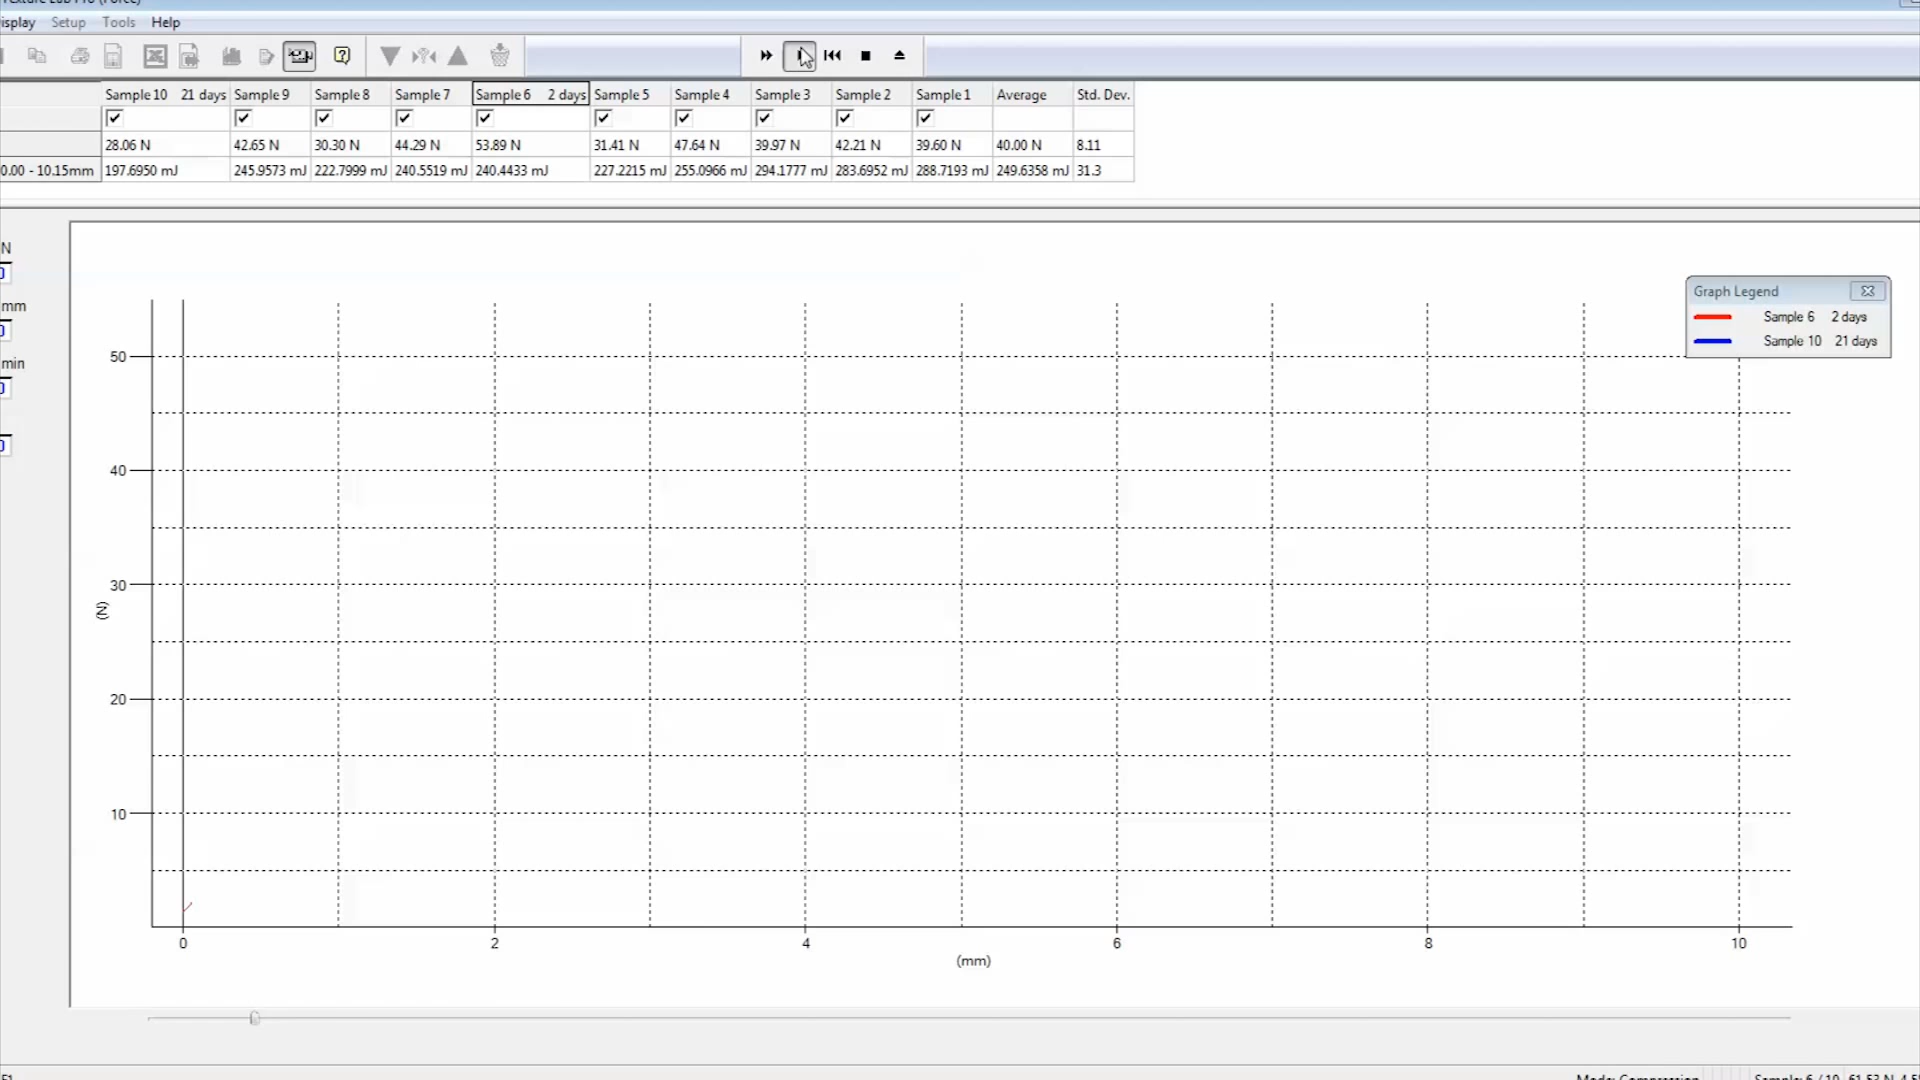 isplay Setup Tools Help
Sample 10 21 days Sample 9 Sample 8 Sample 7 Sample 6 2 days Sample 5 Sample 4 Sample 3 Sample 2 Sample 1 Average Std. Dev.
28.06 N 42.65 N 30.30 N 44.29 N 53.89 N 31.41 N 47.64 N 39.97 N 42.21 N 39.60 N 40.00 N 8.11
0.00 - 10.15mm 197.6950 mJ 245.9573 mJ 222.7999 mJ 240.5519 mJ 240.4433 mJ 227.2215 mJ 255.0966 mJ 294.1777 mJ 283.6952 mJ 288.7193 mJ 249.6358 mJ 31.3
N
0
mm
0
min
0
0
Graph Legend
Sample 6 2 days
Sample 10 21 days
50
40
30
(N)
20
10
0 2 4 6 8 10
(mm)